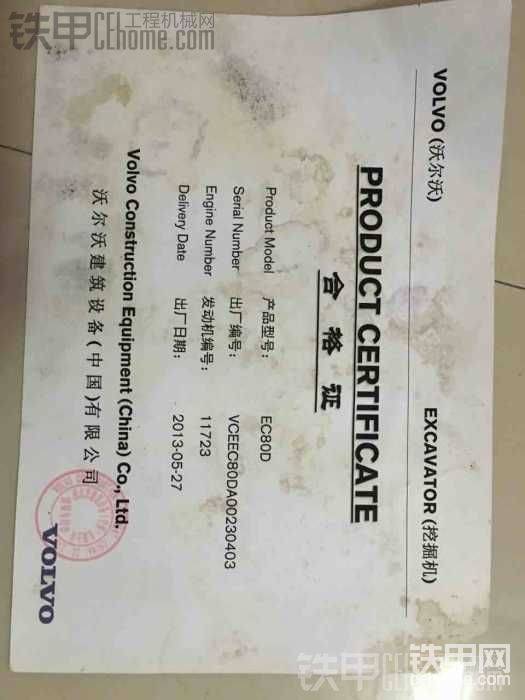 VOLVO (沃尔沃) EXCAVATOR (挖掘机)
PRODUCT CERTIFICATE
合格证
Product Model 产品型号: EC80D
Serial Number 出厂编号: VCEEC80DA00230403
Engine Number 发动机编号: 11723
Delivery Date 出厂日期: 2013-05-27
Volvo Construction Equipment (China) Co., Ltd.
沃尔沃建筑设备(中国)有限公司
VOLVO
铁甲 工程机械网
CEhome.com
铁甲网
铁甲